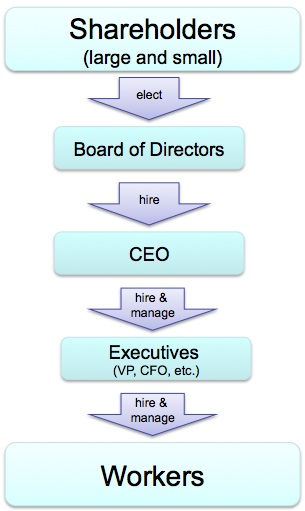 Shareholders
(large and small)
elect
Board of Directors
hire
CEO
hire &
manage
Executives
(VP, CFO, etc.)
hire &
manage
Workers